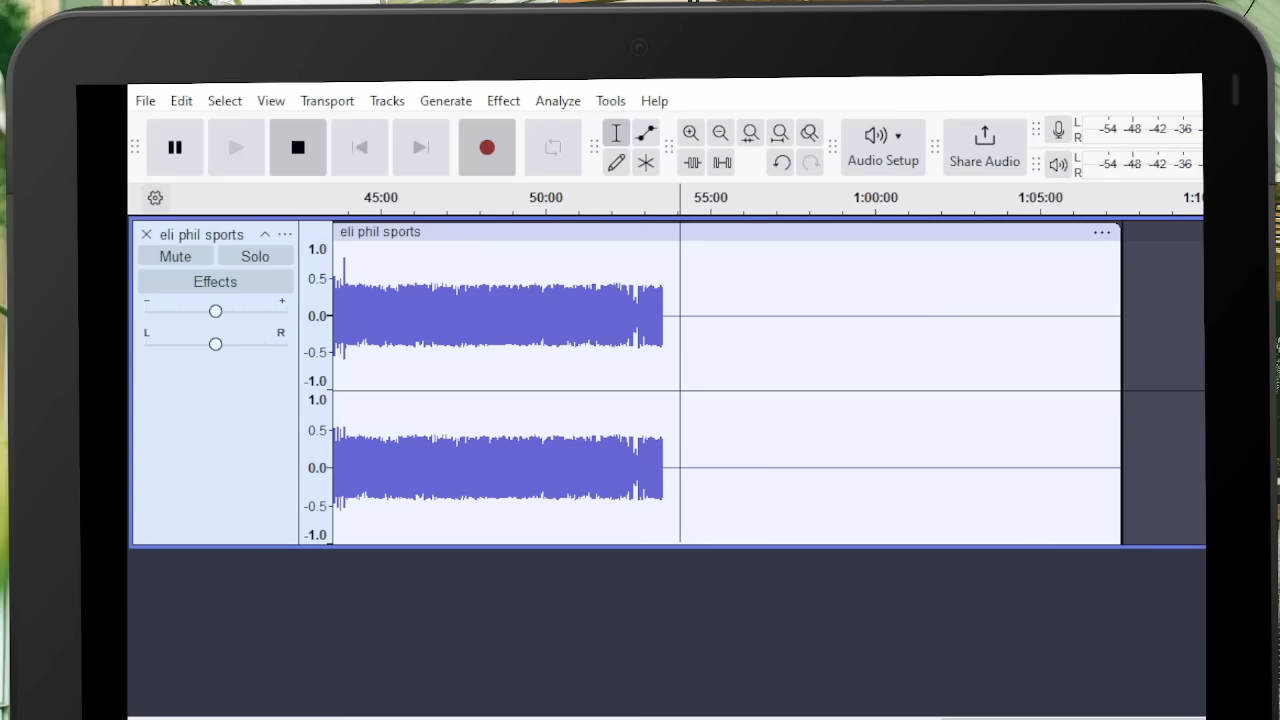 File Edit Select View Transport Tracks Generate Effect Analyze Tools Help
Audio Setup
Share Audio
L
R
-54 -48 -42 -36
L
R
-54 -48 -42 -36
45:00 50:00 55:00 1:00:00 1:05:00 1:10
eli phil sports
Mute Solo
Effects
- +
L R
eli phil sports
1.0
0.5
0.0
-0.5
-1.0
1.0
0.5
0.0
-0.5
-1.0